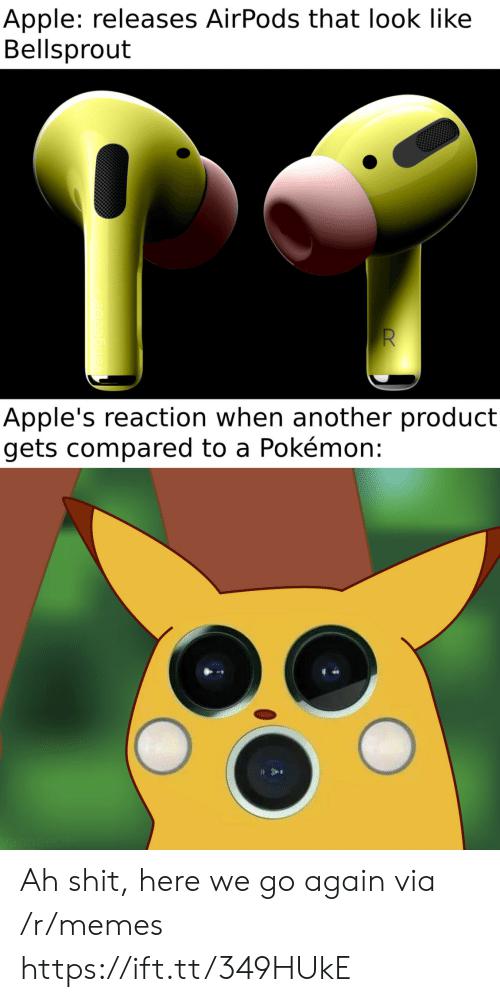 Apple: releases AirPods that look like
Bellsprout
R
Apple's reaction when another product
gets compared to a Pokémon:
Ah shit, here we go again via
/r/memes
https://ift.tt/349HUkE